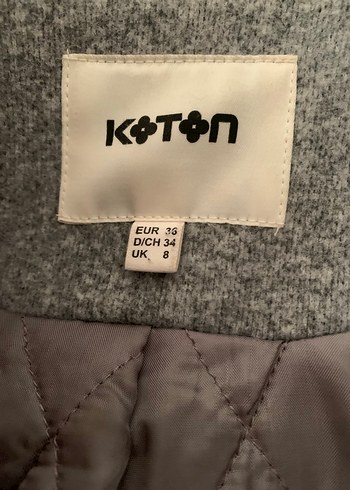 KOTON
EUR 36
D/CH 34
UK 8